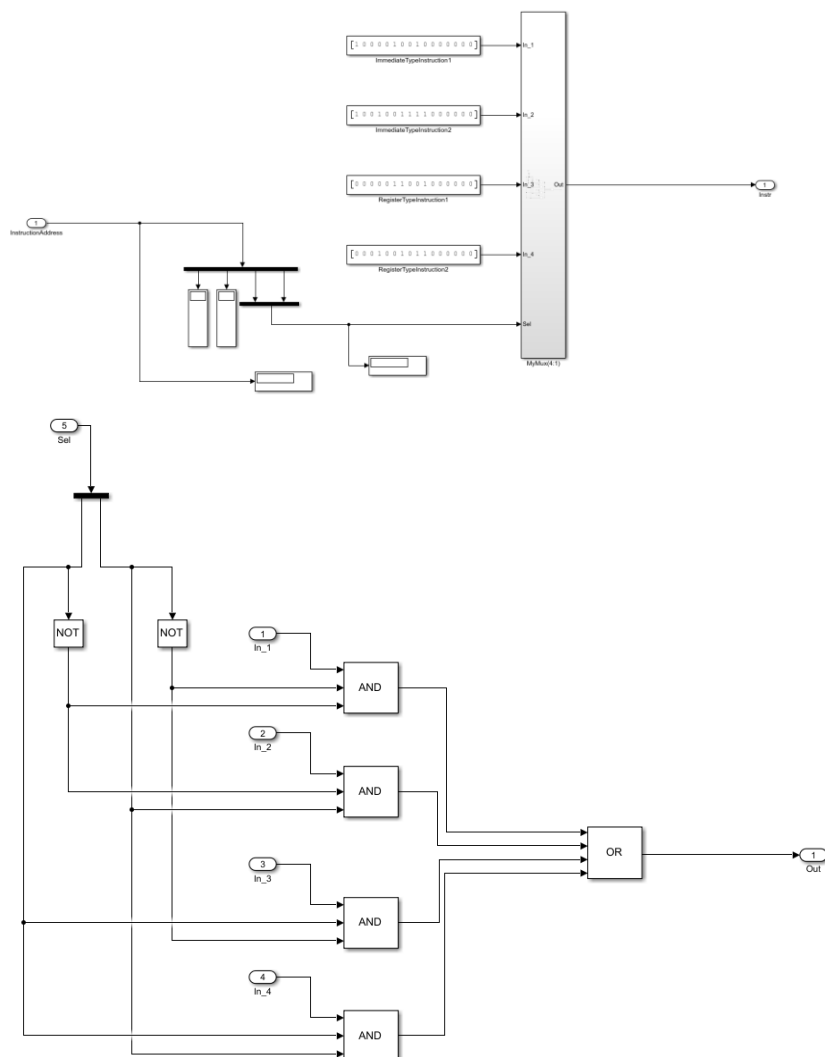 [1 0 0 0 0 1 0 0 1 0 0 0 0 0 0 0]
ImmediateTypeInstruction1
[1 0 0 1 0 0 1 1 1 1 0 0 0 0 0 0]
ImmediateTypeInstruction2
[0 0 0 0 0 1 1 0 0 1 0 0 0 0 0 0]
RegisterTypeInstruction1
[0 0 0 1 0 0 1 0 1 1 0 0 0 0 0 0]
RegisterTypeInstruction2
In_1
In_2
In_3
In_4
Sel
Out
MyMux(4:1)
1
Instr
1
InstructionAddress
5
Sel
NOT
NOT
1
In_1
AND
2
In_2
AND
3
In_3
AND
4
In_4
AND
OR
1
Out